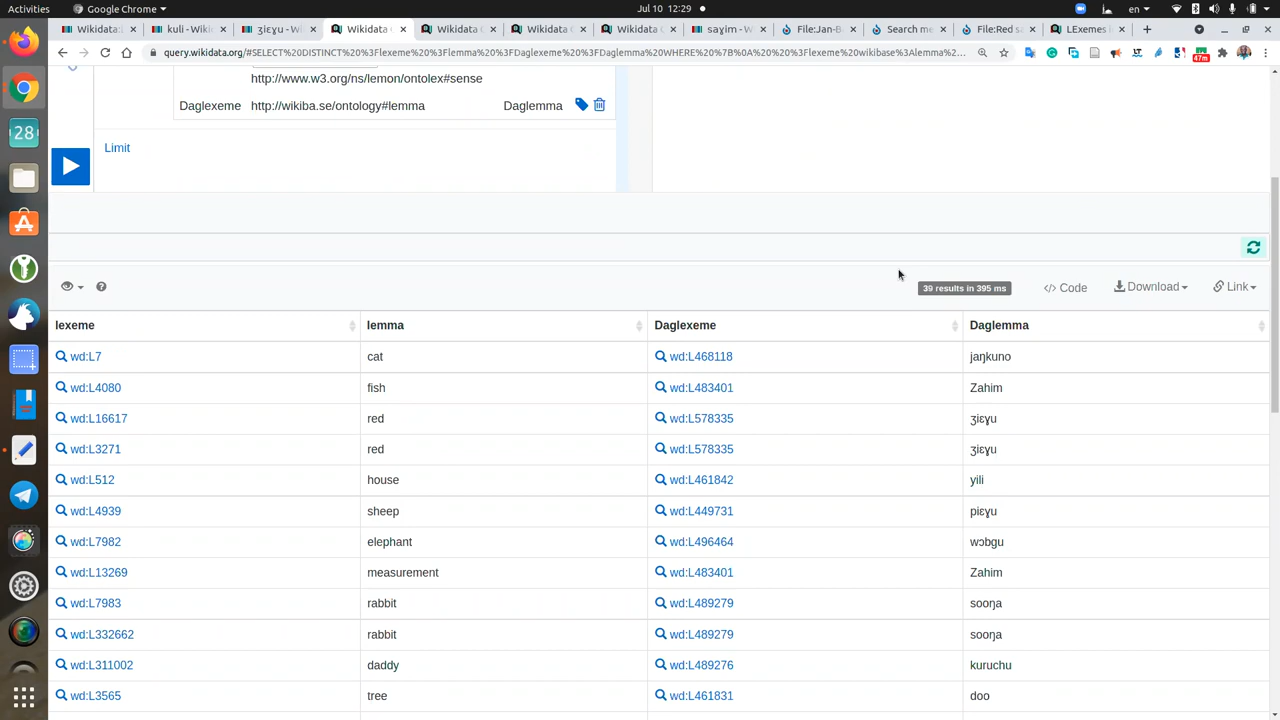 Activities
Google Chrome
Jul 10 12:29
en
Wikidata:
kuli - Wiki
ʒiɛɣu - Wiki
Wikidata
Wikidata
Wikidata
Wikidata
saɣim - Wi
File:Jan-B
Search me
File:Red s
LExemes i
query.wikidata.org/#SELECT%20DISTINCT%20%3Flexeme%20%3Flemma%20%3FDaglexeme%20%3FDaglemma%20WHERE%20%7B%0A%20%20%3Flexeme%20wikibase%3Alemma%2...
47m
28
http://www.w3.org/ns/lemon/ontolex#sense
Daglexeme http://wikiba.se/ontology#lemma Daglemma
Limit
39 results in 395 ms
</> Code
Download
Link
lexeme lemma Daglexeme Daglemma
wd:L7 cat wd:L468118 jaŋkuno
wd:L4080 fish wd:L483401 Zahim
wd:L16617 red wd:L578335 ʒiɛɣu
wd:L3271 red wd:L578335 ʒiɛɣu
wd:L512 house wd:L461842 yili
wd:L4939 sheep wd:L449731 piɛɣu
wd:L7982 elephant wd:L496464 wɔbgu
wd:L13269 measurement wd:L483401 Zahim
wd:L7983 rabbit wd:L489279 sooŋa
wd:L332662 rabbit wd:L489279 sooŋa
wd:L311002 daddy wd:L489276 kuruchu
wd:L3565 tree wd:L461831 doo